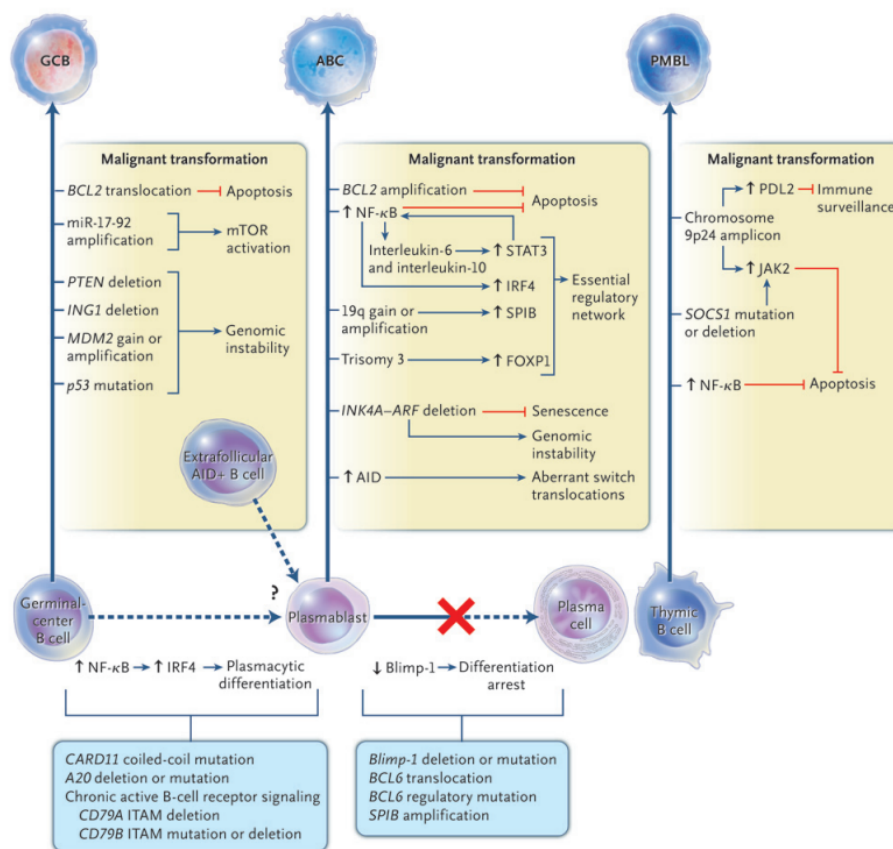 GCB
ABC
PMBL
Malignant transformation
BCL2 translocation
Apoptosis
miR-17-92
amplification
mTOR
activation
PTEN deletion
ING1 deletion
MDM2 gain or
amplification
p53 mutation
Genomic
instability
Malignant transformation
BCL2 amplification
↑ NF-κB
Apoptosis
Interleukin-6
and interleukin-10
↑ STAT3
↑ IRF4
Essential
regulatory
network
19q gain or
amplification
↑ SPIB
Trisomy 3
↑ FOXP1
INK4A–ARF deletion
Senescence
Genomic
instability
↑ AID
Aberrant switch
translocations
Malignant transformation
↑ PDL2
Immune
surveillance
Chromosome
9p24 amplicon
↑ JAK2
SOCS1 mutation
or deletion
↑ NF-κB
Apoptosis
Extrafollicular
AID+ B cell
?
Germinal-
center
B cell
Plasmablast
Plasma
cell
Thymic
B cell
↑ NF-κB → ↑ IRF4 → Plasmacytic
differentiation
↓ Blimp-1 → Differentiation
arrest
CARD11 coiled-coil mutation
A20 deletion or mutation
Chronic active B-cell receptor signaling
CD79A ITAM deletion
CD79B ITAM mutation or deletion
Blimp-1 deletion or mutation
BCL6 translocation
BCL6 regulatory mutation
SPIB amplification